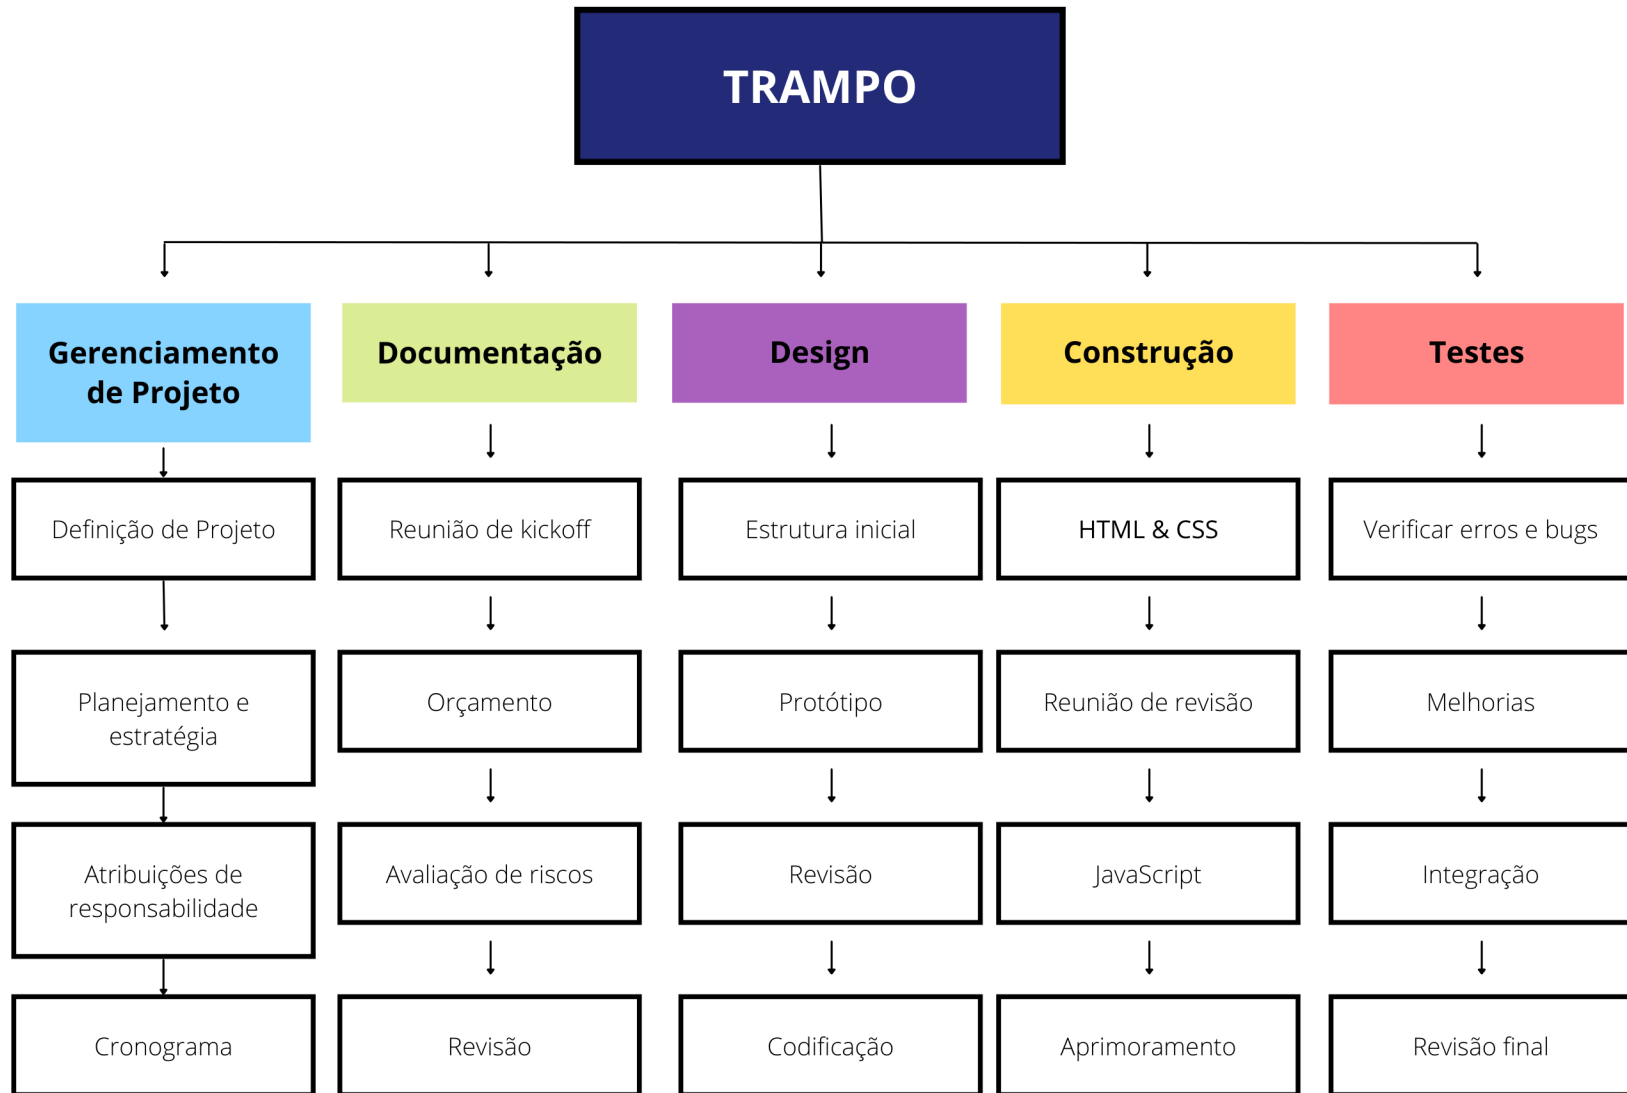 TRAMPO
Gerenciamento
de Projeto
Documentação
Design
Construção
Testes
Definição de Projeto
Reunião de kickoff
Estrutura inicial
HTML & CSS
Verificar erros e bugs
Planejamento e
estratégia
Orçamento
Protótipo
Reunião de revisão
Melhorias
Atribuições de
responsabilidade
Avaliação de riscos
Revisão
JavaScript
Integração
Cronograma
Revisão
Codificação
Aprimoramento
Revisão final